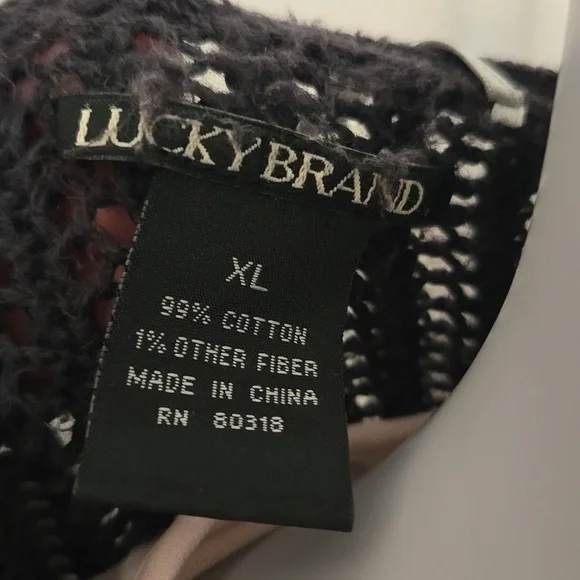 LUCKY BRAND
XL
99% COTTON
1% OTHER FIBER
MADE IN CHINA
RN 80318